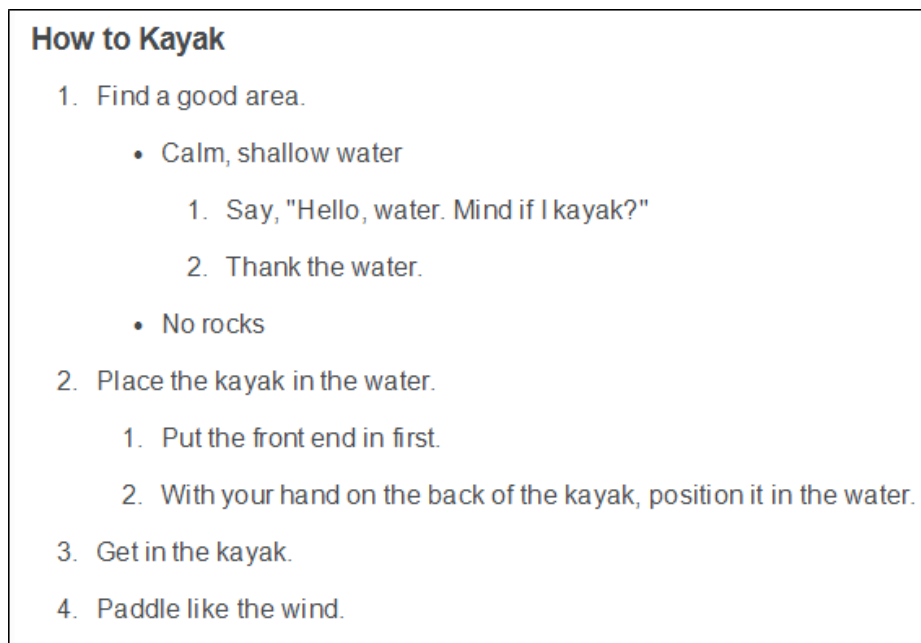 How to Kayak
1. Find a good area.
• Calm, shallow water
1. Say, "Hello, water. Mind if I kayak?"
2. Thank the water.
• No rocks
2. Place the kayak in the water.
1. Put the front end in first.
2. With your hand on the back of the kayak, position it in the water.
3. Get in the kayak.
4. Paddle like the wind.